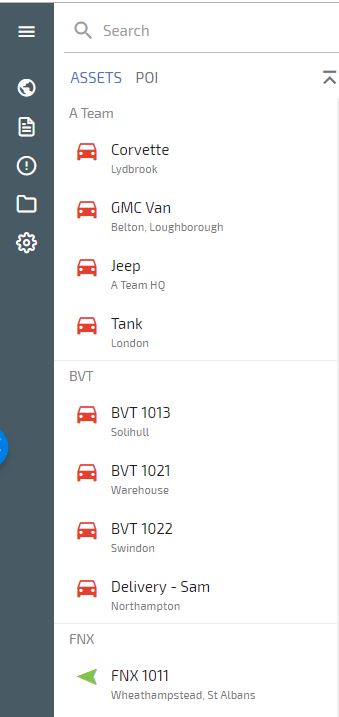 Search
ASSETS POI
A Team
Corvette
Lydbrook
GMC Van
Belton, Loughborough
Jeep
A Team HQ
Tank
London
BVT
BVT 1013
Solihull
BVT 1021
Warehouse
BVT 1022
Swindon
Delivery - Sam
Northampton
FNX
FNX 1011
Wheathampstead, St Albans